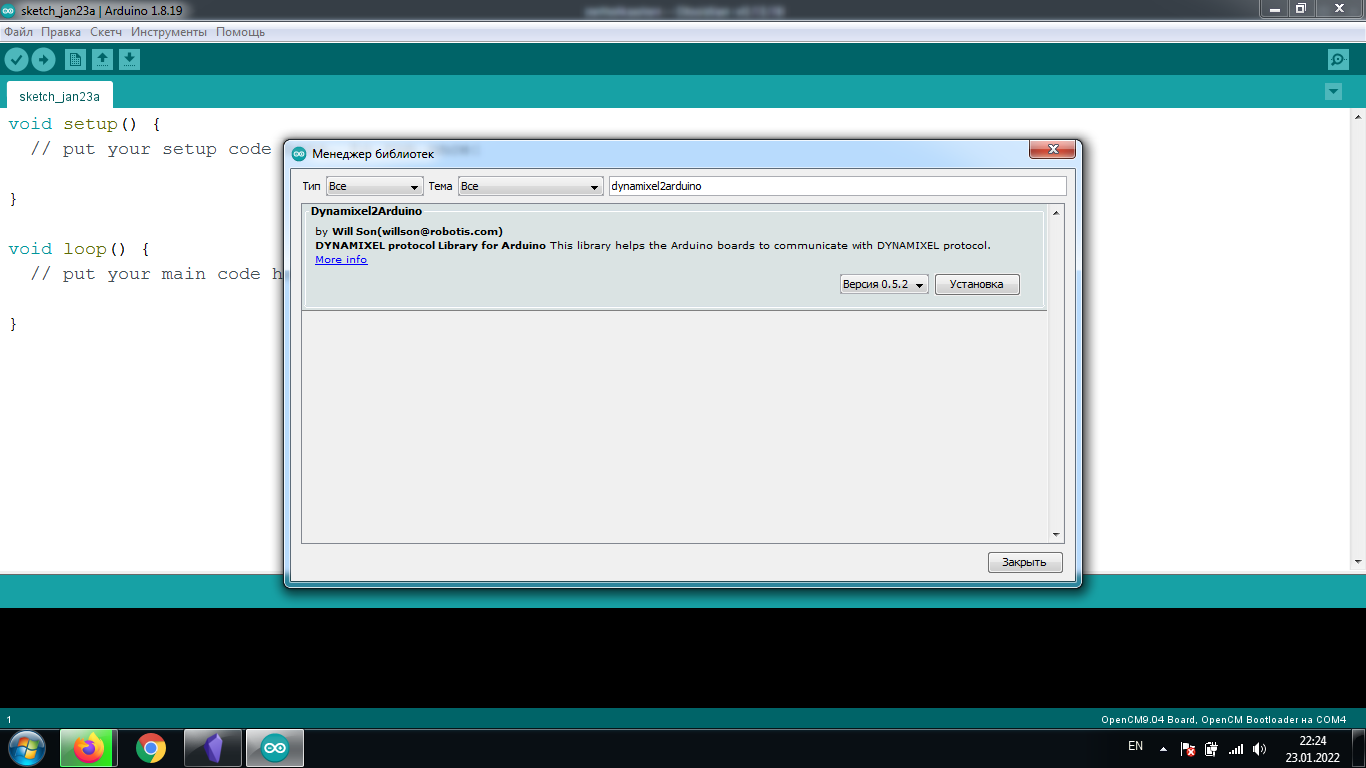 sketch_jan23a | Arduino 1.8.19
Файл Правка Скетч Инструменты Помощь
sketch_jan23a
void setup() {
// put your setup code
}
void loop() {
// put your main code h
}
Менеджер библиотек
Тип Все Тема Все dynamixel2arduino
Dynamixel2Arduino
by Will Son(willson@robotis.com)
DYNAMIXEL protocol Library for Arduino This library helps the Arduino boards to communicate with DYNAMIXEL protocol.
More info
Версия 0.5.2 Установка
Закрыть
1 OpenCM9.04 Board, OpenCM Bootloader на COM4
EN 22:24
23.01.2022